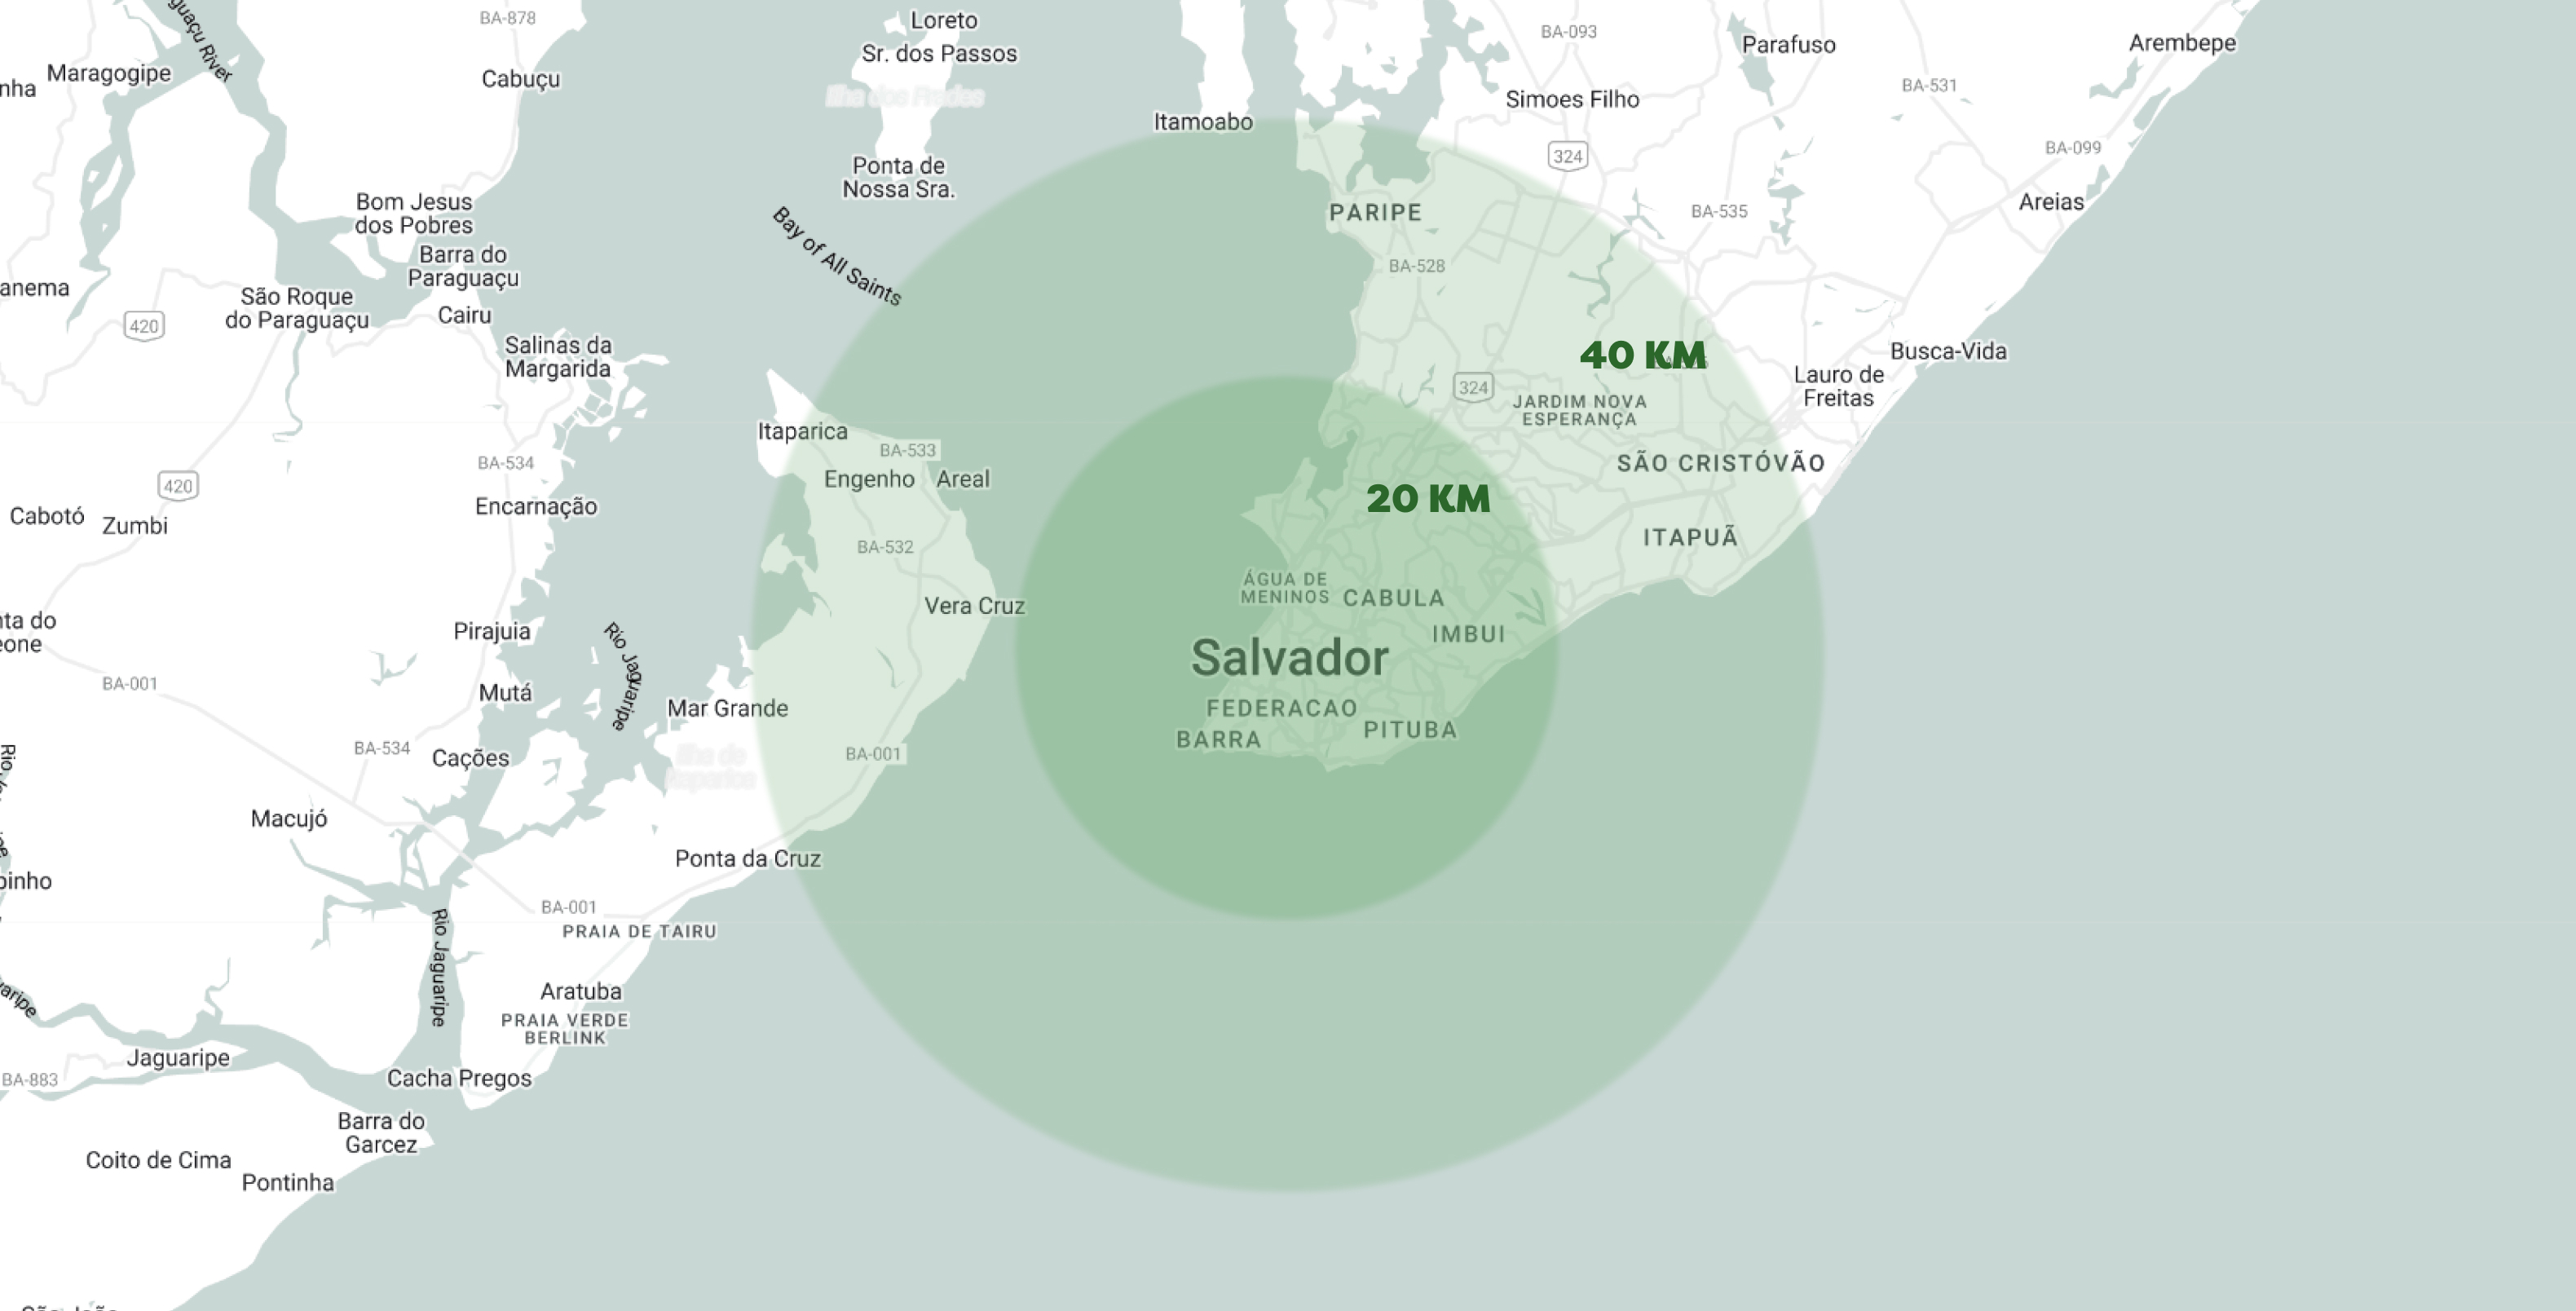 BA-878
Loreto
Sr. dos Passos
Ilha dos Frades
BA-093
Parafuso
Arembepe
Maragogipe
Cabuçu
Simoes Filho
BA-531
Itamoabo
324
BA-099
Ponta de
Nossa Sra.
Bom Jesus
dos Pobres
PARIPE
BA-535
Areias
Bay of All Saints
Barra do
Paraguaçu
BA-528
São Roque
do Paraguaçu
Cairu
420
Salinas da
Margarida
40 KM
Busca-Vida
324
Lauro de
Freitas
JARDIM NOVA
ESPERANÇA
Itaparica
BA-533
BA-534
SÃO CRISTÓVÃO
Engenho
Areal
420
Encarnação
20 KM
Cabotó
Zumbi
ITAPUÃ
BA-532
ÁGUA DE
MENINOS
CABULA
Vera Cruz
Pirajuia
IMBUI
Rio Jaguaripe
Salvador
BA-001
Mutá
Mar Grande
FEDERACAO
PITUBA
BARRA
BA-534
Cações
BA-001
Macujó
Ponta da Cruz
BA-001
PRAIA DE TAIRU
Rio Jaguaripe
Aratuba
PRAIA VERDE
BERLINK
Jaguaripe
BA-883
Cacha Pregos
Barra do
Garcez
Coito de Cima
Pontinha